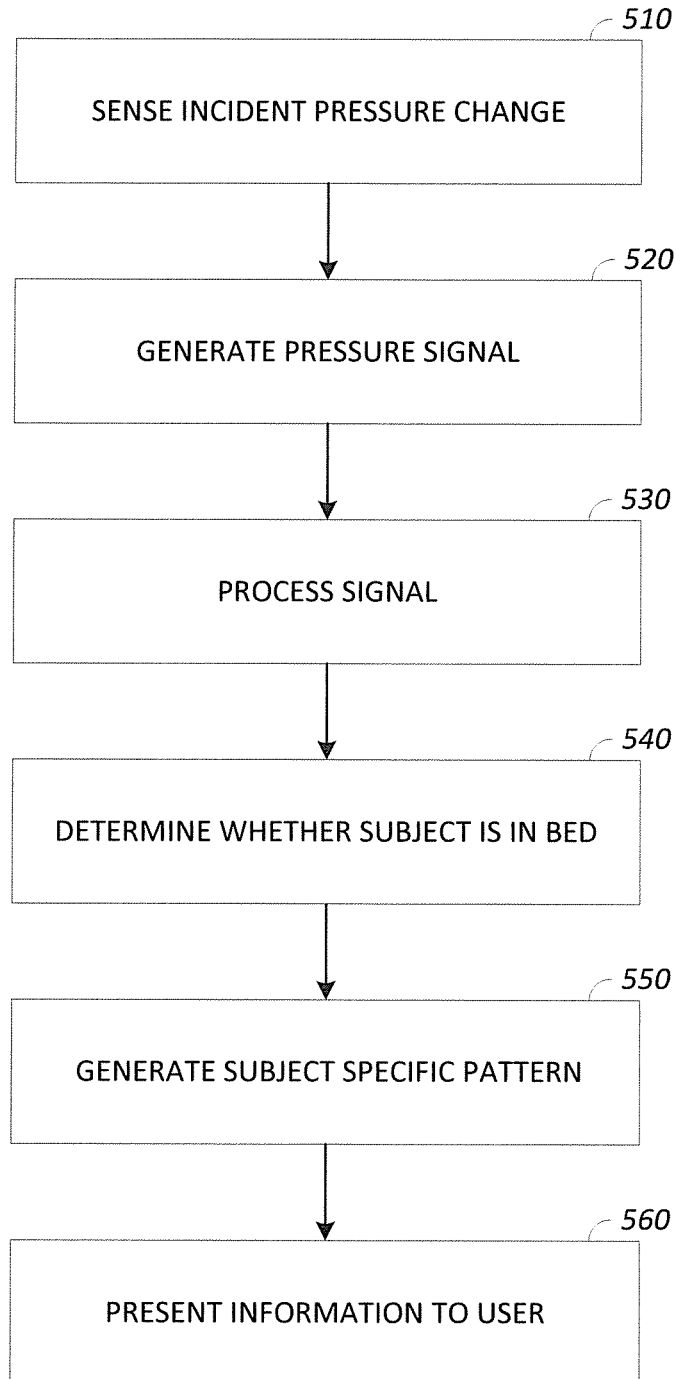 510
SENSE INCIDENT PRESSURE CHANGE
520
GENERATE PRESSURE SIGNAL
530
PROCESS SIGNAL
540
DETERMINE WHETHER SUBJECT IS IN BED
550
GENERATE SUBJECT SPECIFIC PATTERN
560
PRESENT INFORMATION TO USER